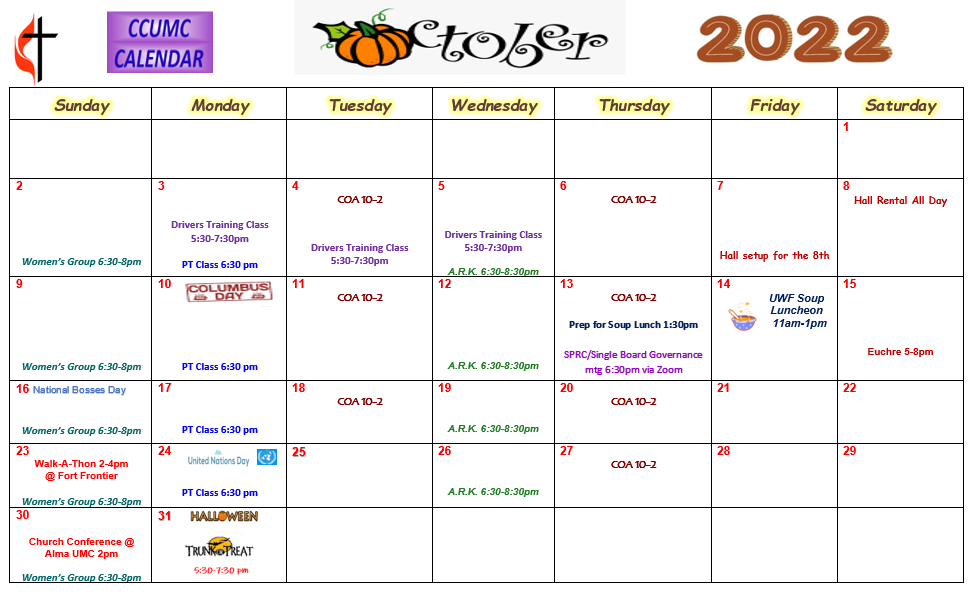 CCUMC
CALENDAR
October
2022
Sunday Monday Tuesday Wednesday Thursday Friday Saturday
1
2
Women's Group 6:30-8pm
3
Drivers Training Class
5:30-7:30pm
PT Class 6:30 pm
4
COA 10-2
Drivers Training Class
5:30-7:30pm
5
Drivers Training Class
5:30-7:30pm
A.R.K. 6:30-8:30pm
6
COA 10-2
7
Hall setup for the 8th
8
Hall Rental All Day
9
Women's Group 6:30-8pm
10
COLUMBUS
DAY
PT Class 6:30 pm
11
COA 10-2
12
A.R.K. 6:30-8:30pm
13
COA 10-2
Prep for Soup Lunch 1:30pm
SPRC/Single Board Governance
mtg 6:30pm via Zoom
14
UWF Soup
Luncheon
11am-1pm
15
Euchre 5-8pm
16 National Bosses Day
Women's Group 6:30-8pm
17
PT Class 6:30 pm
18
COA 10-2
19
A.R.K. 6:30-8:30pm
20
COA 10-2
21
22
23
Walk-A-Thon 2-4pm
@ Fort Frontier
Women's Group 6:30-8pm
24
United Nations Day
PT Class 6:30 pm
25
26
A.R.K. 6:30-8:30pm
27
COA 10-2
28
29
30
Church Conference @
Alma UMC 2pm
Women's Group 6:30-8pm
31
HALLOWEEN
TRUNK OR TREAT
5:30-7:30 pm